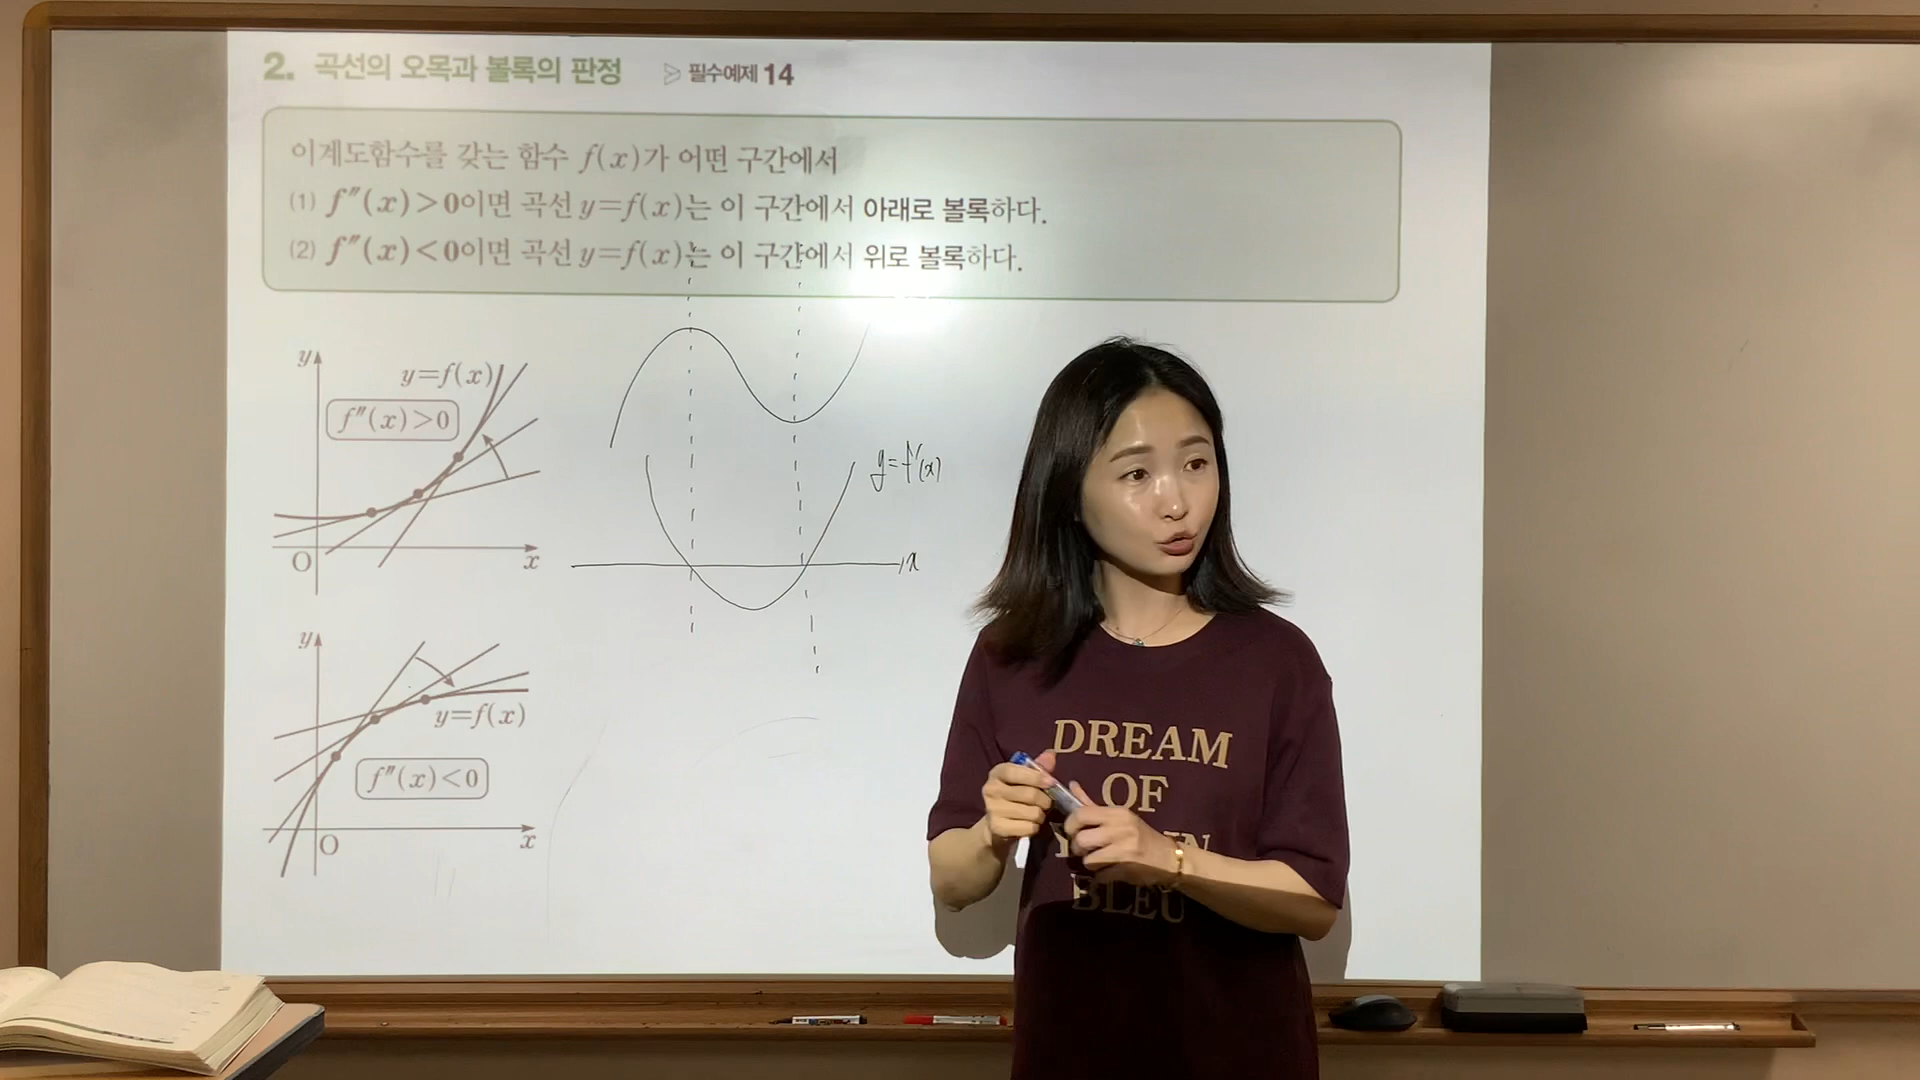 2. 곡선의 오목과 볼록의 판정 필수예제 14
이계도함수를 갖는 함수 f(x)가 어떤 구간에서
(1) f″(x)>0이면 곡선 y=f(x)는 이 구간에서 아래로 볼록하다.
(2) f″(x)<0이면 곡선 y=f(x)는 이 구간에서 위로 볼록하다.
y
y=f(x)
f″(x)>0
O
x
y=f′(x)
x
y
y=f(x)
f″(x)<0
O
x
DREAM
OF
BLEU